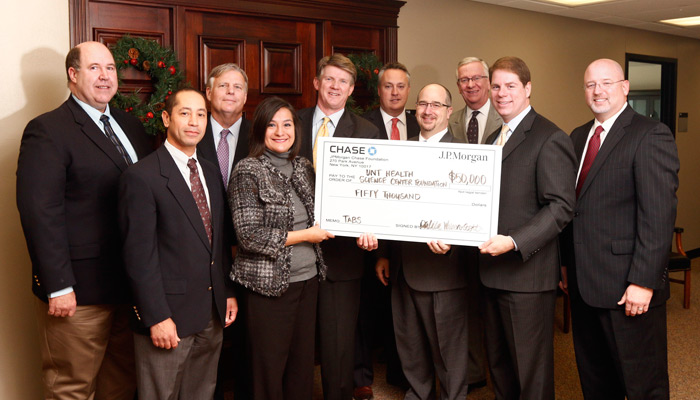 CHASE
J.P.Morgan
JPMorgan Chase Foundation
270 Park Avenue
New York, NY 10017
PAY TO THE
ORDER OF
UNT HEALTH
SCIENCE CENTER FOUNDATION
$50,000
FIFTY THOUSAND
Dollars
MEMO: TABS
SIGNED BY